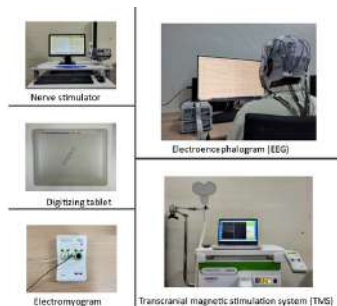 Nerve stimulator
Digitizing tablet
Electromyogram
Electroencephalogram (EEG)
Transcranial magnetic stimulation system (TMS)